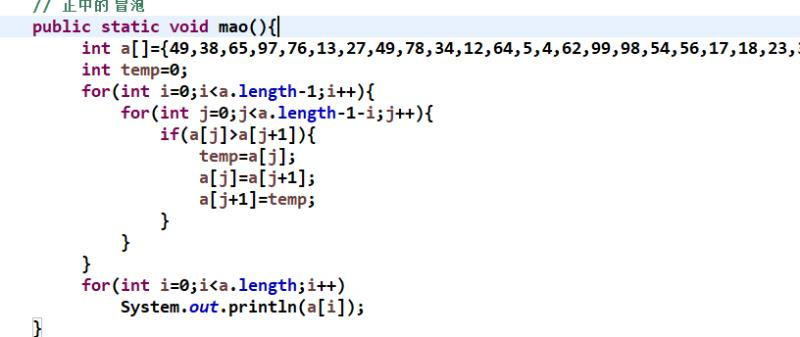 // 正中的 冒泡
public static void mao(){
int a[]={49,38,65,97,76,13,27,49,78,34,12,64,5,4,62,99,98,54,56,17,18,23,
int temp=0;
for(int i=0;i<a.length-1;i++){
for(int j=0;j<a.length-1-i;j++){
if(a[j]>a[j+1]){
temp=a[j];
a[j]=a[j+1];
a[j+1]=temp;
}
}
}
for(int i=0;i<a.length;i++)
System.out.println(a[i]);
}